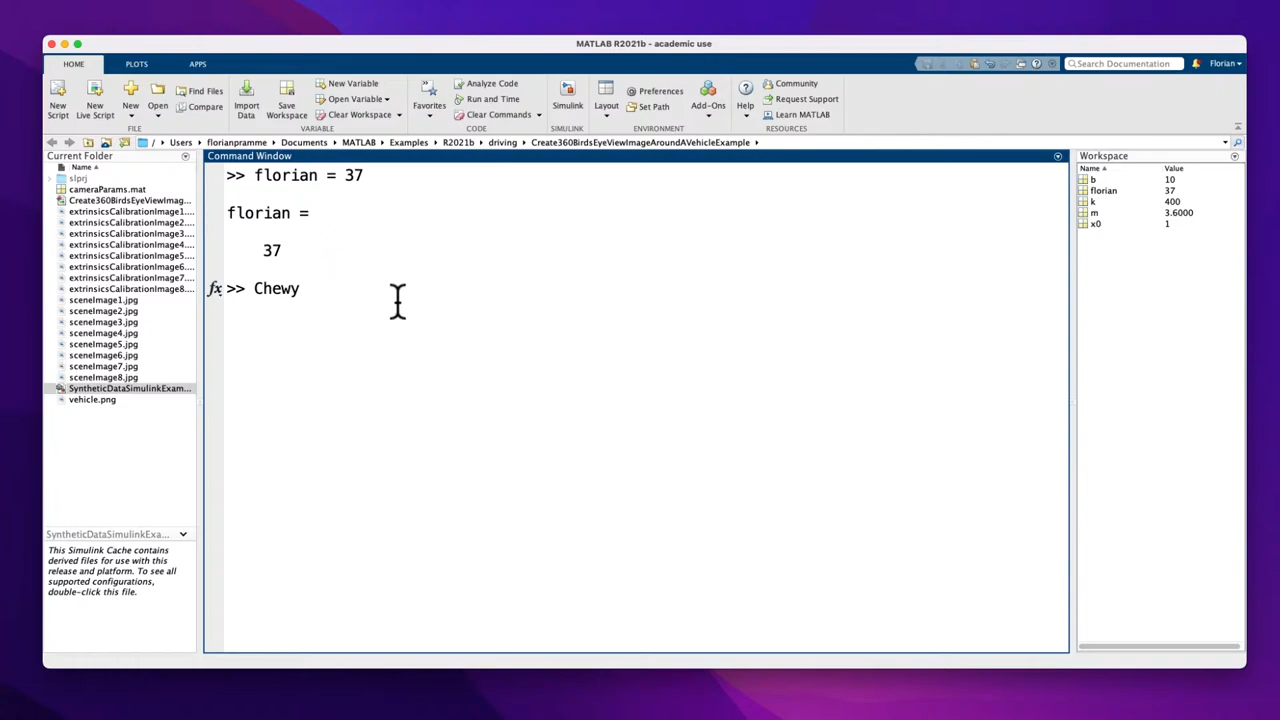 MATLAB R2021b - academic use
HOME PLOTS APPS
Search Documentation
Florian
New Script
New Live Script
New
Open
Find Files
Compare
FILE
Import Data
Save Workspace
New Variable
Open Variable
Clear Workspace
VARIABLE
Favorites
Analyze Code
Run and Time
Clear Commands
CODE
Simulink
SIMULINK
Layout
Preferences
Set Path
ENVIRONMENT
Add-Ons
Help
Community
Request Support
Learn MATLAB
RESOURCES
/ Users florianpramme Documents MATLAB Examples R2021b driving Create360BirdsEyeViewImageAroundAVehicleExample
Current Folder
Name
slprj
cameraParams.mat
Create360BirdsEyeViewImag...
extrinsicsCalibrationImage1....
extrinsicsCalibrationImage2....
extrinsicsCalibrationImage3....
extrinsicsCalibrationImage4....
extrinsicsCalibrationImage5....
extrinsicsCalibrationImage6....
extrinsicsCalibrationImage7....
extrinsicsCalibrationImage8....
sceneImage1.jpg
sceneImage2.jpg
sceneImage3.jpg
sceneImage4.jpg
sceneImage5.jpg
sceneImage6.jpg
sceneImage7.jpg
sceneImage8.jpg
SyntheticDataSimulinkExam...
vehicle.png
SyntheticDataSimulinkExa...
This Simulink Cache contains
derived files for use with this
release and platform. To see all
supported configurations,
double-click this file.
Command Window
>> florian = 37
florian =
37
fx >> Chewy
Workspace
Name Value
b 10
florian 37
k 400
m 3.6000
x0 1